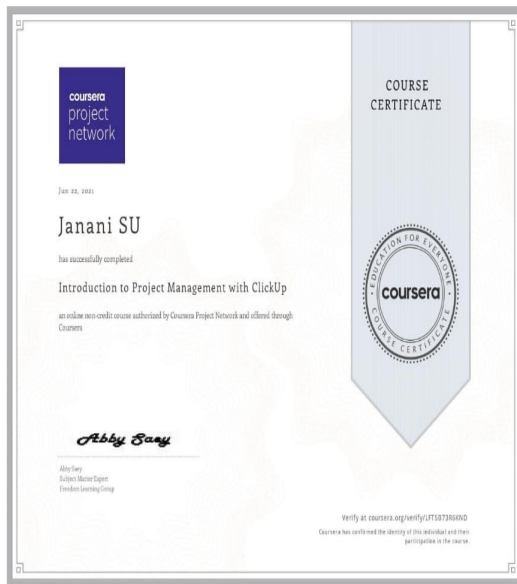 coursera
project
network
Jun 22, 2021
Janani SU
has successfully completed
Introduction to Project Management with ClickUp
an online non-credit course authorized by Coursera Project Network and offered through
Coursera
Abby Saey
Abby Saey
Subject Matter Expert
Freedom Learning Group
COURSE
CERTIFICATE
EDUCATION FOR EVERYONE
coursera
COURSE CERTIFICATE
Verify at coursera.org/verify/LFTSB73R6KND
Coursera has confirmed the identity of this individual and their
participation in the course.